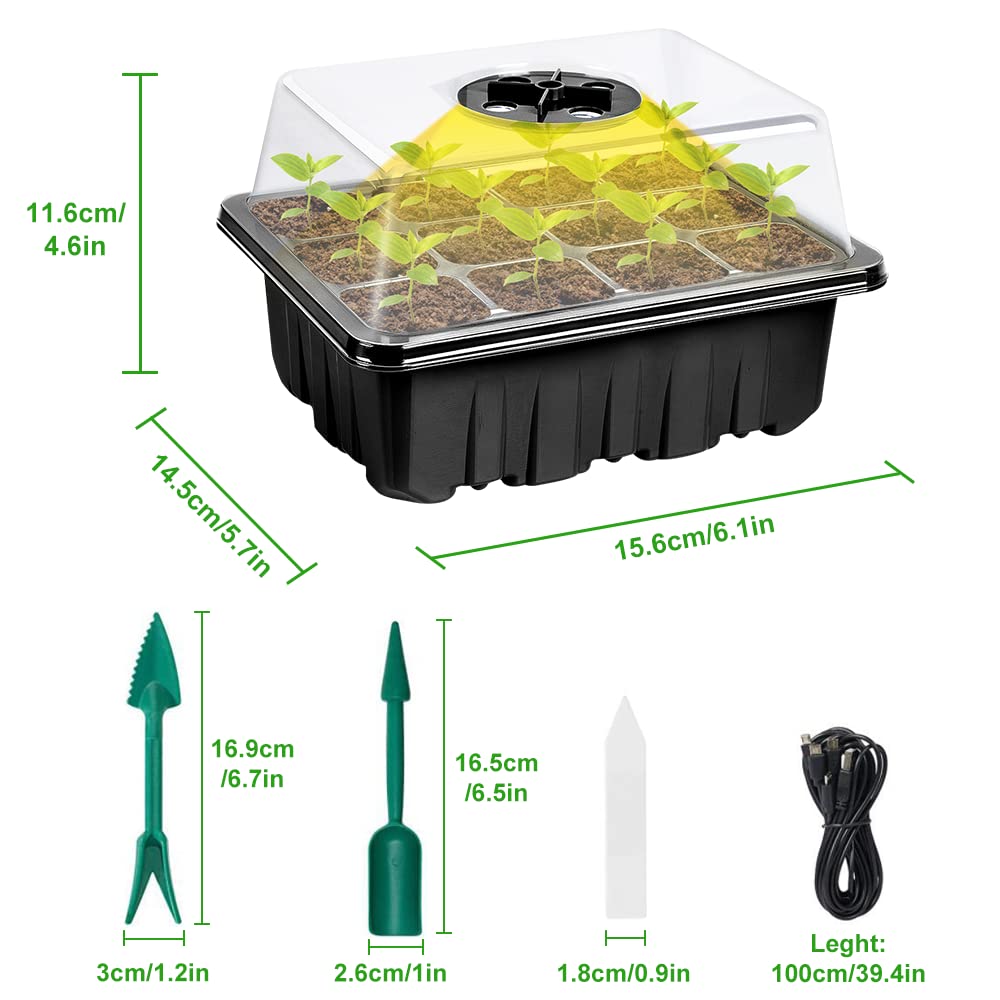 11.6cm/
4.6in
14.5cm/5.7in
15.6cm/6.1in
16.9cm
/6.7in
16.5cm
/6.5in
3cm/1.2in
2.6cm/1in
1.8cm/0.9in
Leght:
100cm/39.4in